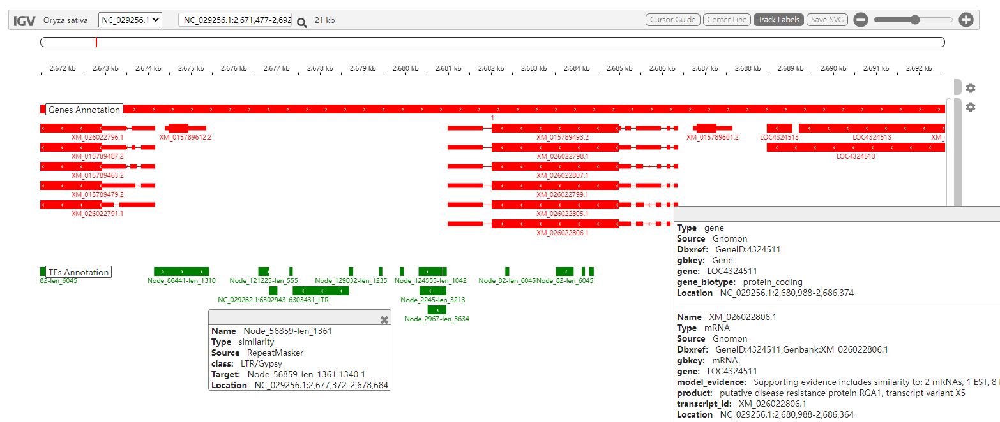 IGV Oryza sativa NC_029256.1 NC_029256.1:2,671,477-2,692 21 kb Cursor Guide Center Line Track Labels Save SVG
2,672 kb 2,673 kb 2,674 kb 2,675 kb 2,676 kb 2,677 kb 2,678 kb 2,679 kb 2,680 kb 2,681 kb 2,682 kb 2,683 kb 2,684 kb 2,685 kb 2,686 kb 2,687 kb 2,688 kb 2,689 kb 2,690 kb 2,691 kb 2,692 kb
Genes Annotation
1
XM_026022796.1 XM_015789612.2 XM_015789493.2 XM_015789601.2 LOC4324513 LOC4324513 XM_
XM_015789487.2 XM_026022798.1 LOC4324513
XM_015789463.2 XM_026022807.1
XM_015789479.2 XM_026022799.1
XM_026022791.1 XM_026022805.1
XM_026022806.1
TEs Annotation
82-len_6045 Node_86441-len_1310 Node_121225-len_555 Node_129032-len_1235 Node_124555-len_1042 Node_82-len_6045 Node_82-len_6045
NC_029262.1:6302943..6303431_LTR Node_2245-len_3213
Node_2967-len_3634
Name Node_56859-len_1361
Type similarity
Source RepeatMasker
class: LTR/Gypsy
Target: Node_56859-len_1361 1340 1
Location NC_029256.1:2,677,372-2,678,684
Type gene
Source Gnomon
Dbxref: GeneID:4324511
gbkey: Gene
gene: LOC4324511
gene_biotype: protein_coding
Location NC_029256.1:2,680,988-2,686,374
Name XM_026022806.1
Type mRNA
Source Gnomon
Dbxref: GeneID:4324511,Genbank:XM_026022806.1
gbkey: mRNA
gene: LOC4324511
model_evidence: Supporting evidence includes similarity to: 2 mRNAs, 1 EST, 8
product: putative disease resistance protein RGA1, transcript variant X5
transcript_id: XM_026022806.1
Location NC_029256.1:2,680,988-2,686,364